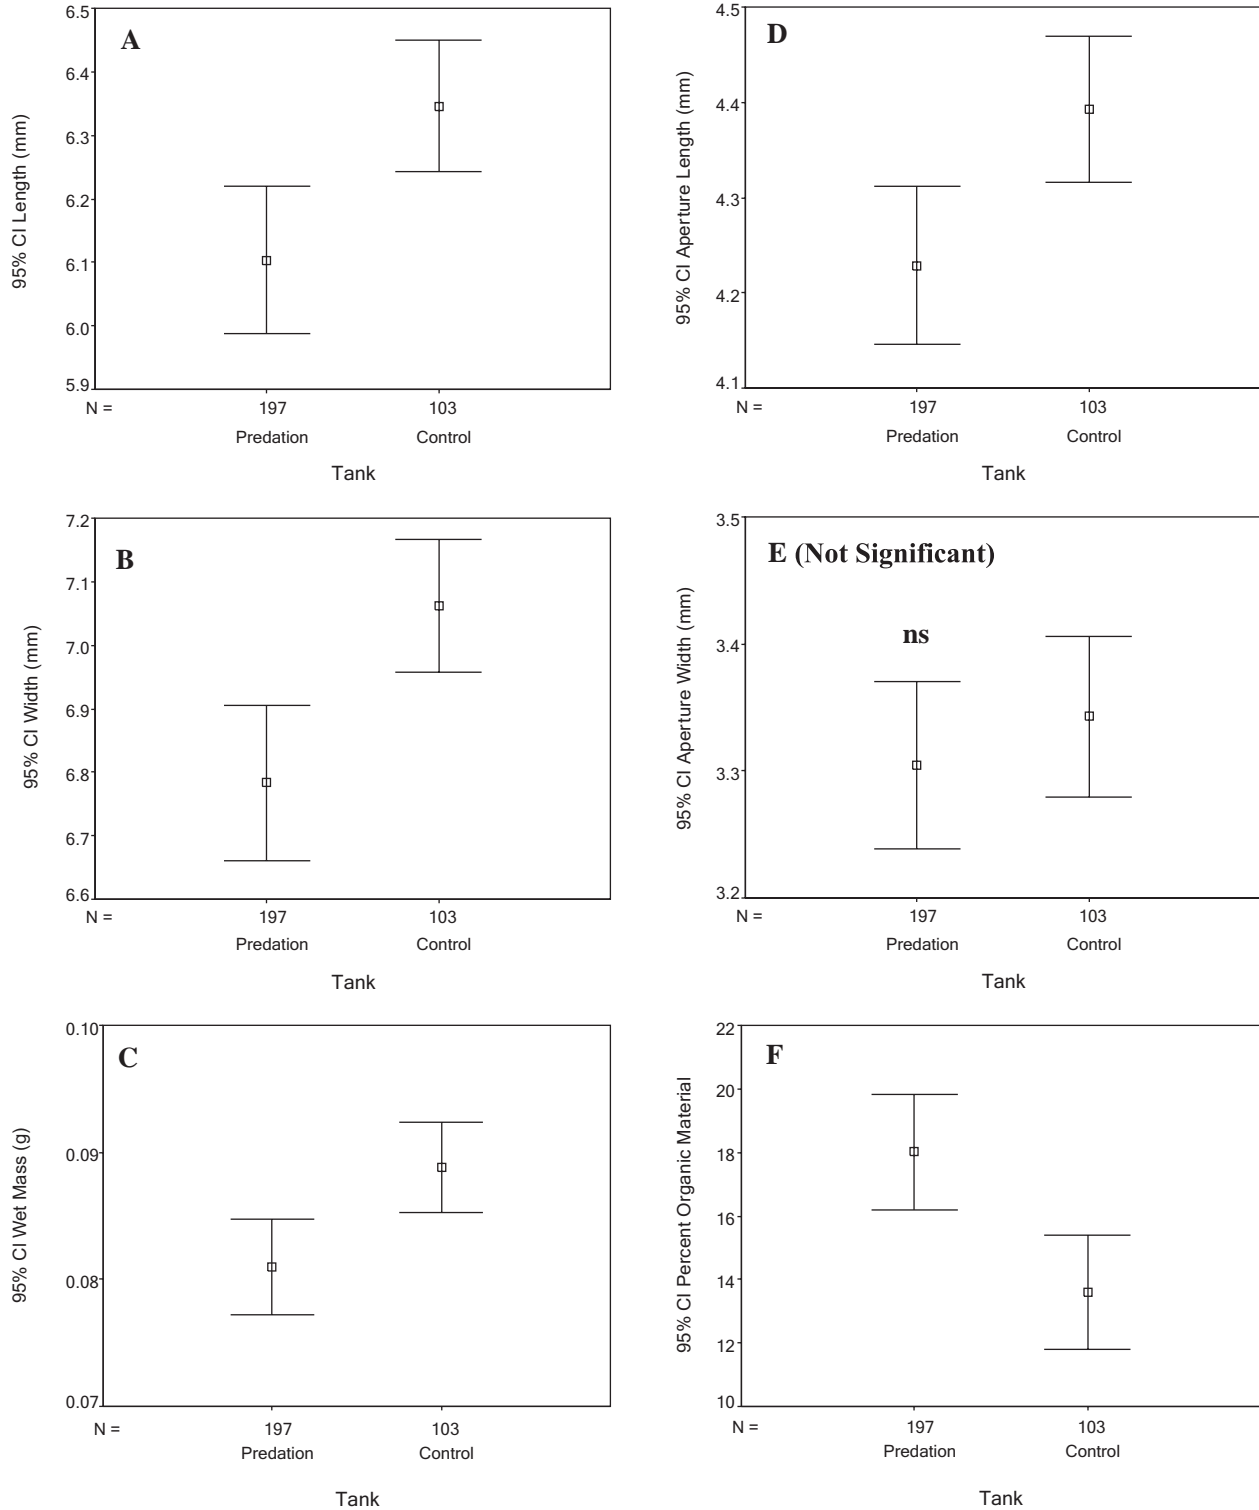 A
95% CI Length (mm)
6.5
6.4
6.3
6.2
6.1
6.0
5.9
N = 197 103
Predation Control
Tank
D
95% CI Aperture Length (mm)
4.5
4.4
4.3
4.2
4.1
N = 197 103
Predation Control
Tank
B
95% CI Width (mm)
7.2
7.1
7.0
6.9
6.8
6.7
6.6
N = 197 103
Predation Control
Tank
E (Not Significant)
ns
95% CI Aperture Width (mm)
3.5
3.4
3.3
3.2
N = 197 103
Predation Control
Tank
C
95% CI Wet Mass (g)
0.10
0.09
0.08
0.07
N = 197 103
Predation Control
Tank
F
95% CI Percent Organic Material
22
20
18
16
14
12
10
N = 197 103
Predation Control
Tank